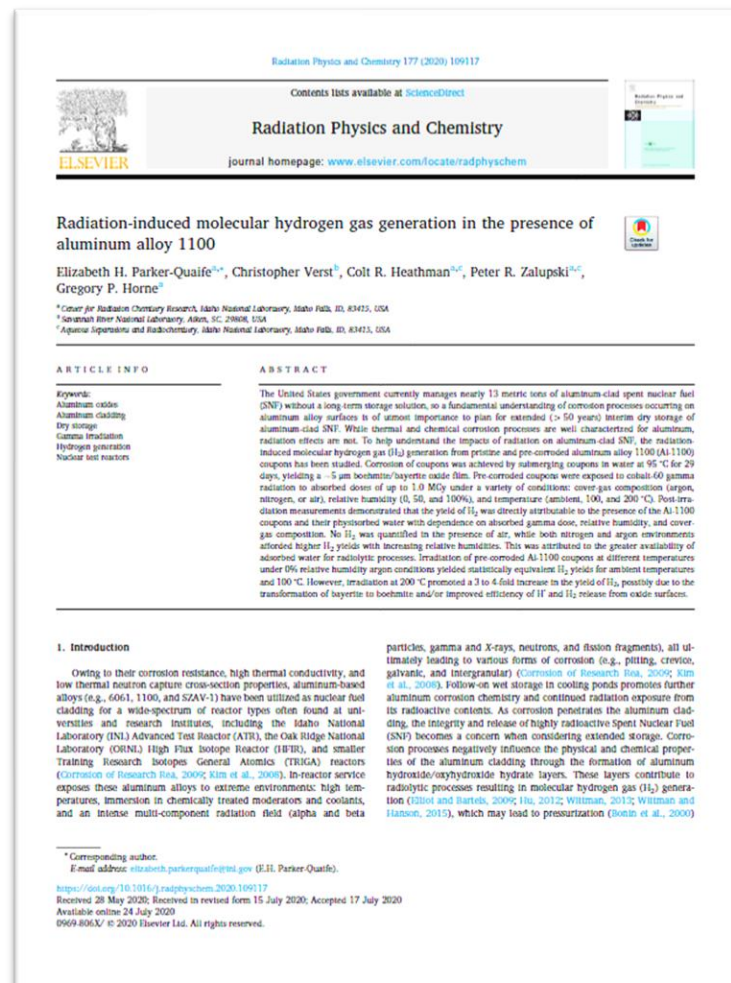 Radiation Physics and Chemistry 177 (2020) 109117
Contents lists available at ScienceDirect
Radiation Physics and Chemistry
journal homepage: www.elsevier.com/locate/radphyschem
ELSEVIER
Radiation Physics and
Chemistry
Radiation-induced molecular hydrogen gas generation in the presence of
aluminum alloy 1100
Check for
updates
Elizabeth H. Parker-Quaife a,*, Christopher Verst b, Colt R. Heathman a,c, Peter R. Zalupski a,c,
Gregory P. Horne a
a Center for Radiation Chemistry Research, Idaho National Laboratory, Idaho Falls, ID, 83415, USA
b Savannah River National Laboratory, Aiken, SC, 29808, USA
c Aqueous Separations and Radiochemistry, Idaho National Laboratory, Idaho Falls, ID, 83415, USA
ARTICLE INFO
Keywords:
Aluminum oxides
Aluminum cladding
Dry storage
Gamma irradiation
Hydrogen generation
Nuclear test reactors
ABSTRACT
The United States government currently manages nearly 13 metric tons of aluminum-clad spent nuclear fuel
(SNF) without a long-term storage solution, so a fundamental understanding of corrosion processes occurring on
aluminum alloy surfaces is of utmost importance to plan for extended (> 50 years) interim dry storage of
aluminum-clad SNF. While thermal and chemical corrosion processes are well characterized for aluminum,
radiation effects are not. To help understand the impacts of radiation on aluminum-clad SNF, the radiation-
induced molecular hydrogen gas (H₂) generation from pristine and pre-corroded aluminum alloy 1100 (Al-1100)
coupons has been studied. Corrosion of coupons was achieved by submerging coupons in water at 95 °C for 29
days, yielding a ~5 μm boehmite/bayerite oxide film. Pre-corroded coupons were exposed to cobalt-60 gamma
radiation to absorbed doses of up to 1.0 MGy under a variety of conditions: cover-gas composition (argon,
nitrogen, or air), relative humidity (0, 50, and 100%), and temperature (ambient, 100, and 200 °C). Post-irra-
diation measurements demonstrated that the yield of H₂ was directly attributable to the presence of the Al-1100
coupons and their physisorbed water with dependence on absorbed gamma dose, relative humidity, and cover-
gas composition. No H₂ was quantified in the presence of air, while both nitrogen and argon environments
afforded higher H₂ yields with increasing relative humidities. This was attributed to the greater availability of
adsorbed water for radiolytic processes. Irradiation of pre-corroded Al-1100 coupons at different temperatures
under 0% relative humidity argon conditions yielded statistically equivalent H₂ yields for ambient temperatures
and 100 °C. However, irradiation at 200 °C promoted a 3 to 4-fold increase in the yield of H₂, possibly due to the
transformation of bayerite to boehmite and/or improved efficiency of H• and H₂ release from oxide surfaces.
1. Introduction
Owing to their corrosion resistance, high thermal conductivity, and
low thermal neutron capture cross-section properties, aluminum-based
alloys (e.g., 6061, 1100, and SZAV-1) have been utilized as nuclear fuel
cladding for a wide-spectrum of reactor types often found at uni-
versities and research institutes, including the Idaho National
Laboratory (INL) Advanced Test Reactor (ATR), the Oak Ridge National
Laboratory (ORNL) High Flux Isotope Reactor (HFIR), and smaller
Training Research Isotopes General Atomics (TRIGA) reactors
(Corrosion of Research Rea, 2009; Kim et al., 2008). In-reactor service
exposes these aluminum alloys to extreme environments: high tem-
peratures, immersion in chemically treated moderators and coolants,
and an intense multi-component radiation field (alpha and beta
particles, gamma and X-rays, neutrons, and fission fragments), all ul-
timately leading to various forms of corrosion (e.g., pitting, crevice,
galvanic, and intergranular) (Corrosion of Research Rea, 2009; Kim
et al., 2008). Follow-on wet storage in cooling ponds promotes further
aluminum corrosion chemistry and continued radiation exposure from
its radioactive contents. As corrosion penetrates the aluminum clad-
ding, the integrity and release of highly radioactive Spent Nuclear Fuel
(SNF) becomes a concern when considering extended storage. Corro-
sion processes negatively influence the physical and chemical proper-
ties of the aluminum cladding through the formation of aluminum
hydroxide/oxyhydroxide hydrate layers. These layers contribute to
radiolytic processes resulting in molecular hydrogen gas (H₂) genera-
tion (Elliot and Bartels, 2009; Hu, 2012; Wittman, 2013; Wittman and
Hanson, 2015), which may lead to pressurization (Bonin et al., 2000)
* Corresponding author.
E-mail address: elizabeth.parkerquaife@inl.gov (E.H. Parker-Quaife).
https://doi.org/10.1016/j.radphyschem.2020.109117
Received 28 May 2020; Received in revised form 15 July 2020; Accepted 17 July 2020
Available online 24 July 2020
0969-806X/ © 2020 Elsevier Ltd. All rights reserved.